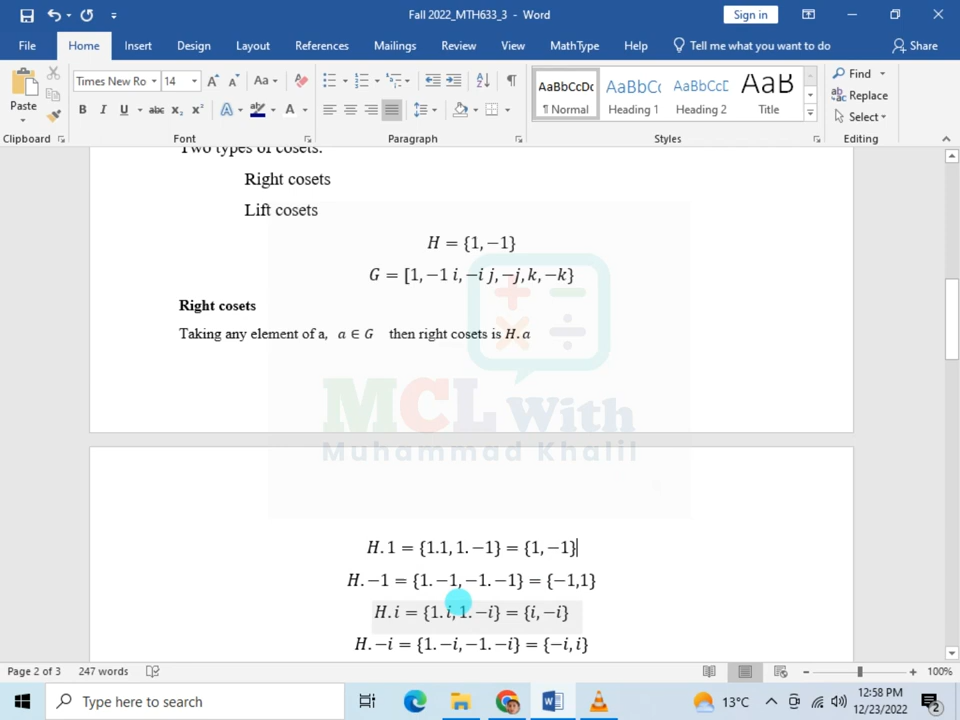 Fall 2022_MTH633_3 - Word
Sign in
File Home Insert Design Layout References Mailings Review View MathType Help Tell me what you want to do Share
Paste
Times New Ro 14 Aa
B I U abc x₂ x² A A
AaBbCcDc AaBbCc AaBbCcD AaB
¶ Normal Heading 1 Heading 2 Title
Find
Replace
Select
Clipboard Font Paragraph Styles Editing
Two types of cosets.
Right cosets
Lift cosets
H = {1, −1}
G = [1, −1 i, −i j, −j, k, −k}
Right cosets
Taking any element of a, a ∈ G then right cosets is H. a
MCL With
Muhammad Khalil
H. 1 = {1.1, 1. −1} = {1, −1}
H. −1 = {1. −1, −1. −1} = {−1,1}
H. i = {1. i, 1. −i} = {i, −i}
H. −i = {1. −i, −1. −i} = {−i, i}
Page 2 of 3 247 words 100%
Type here to search
13°C
12:58 PM
12/23/2022
2